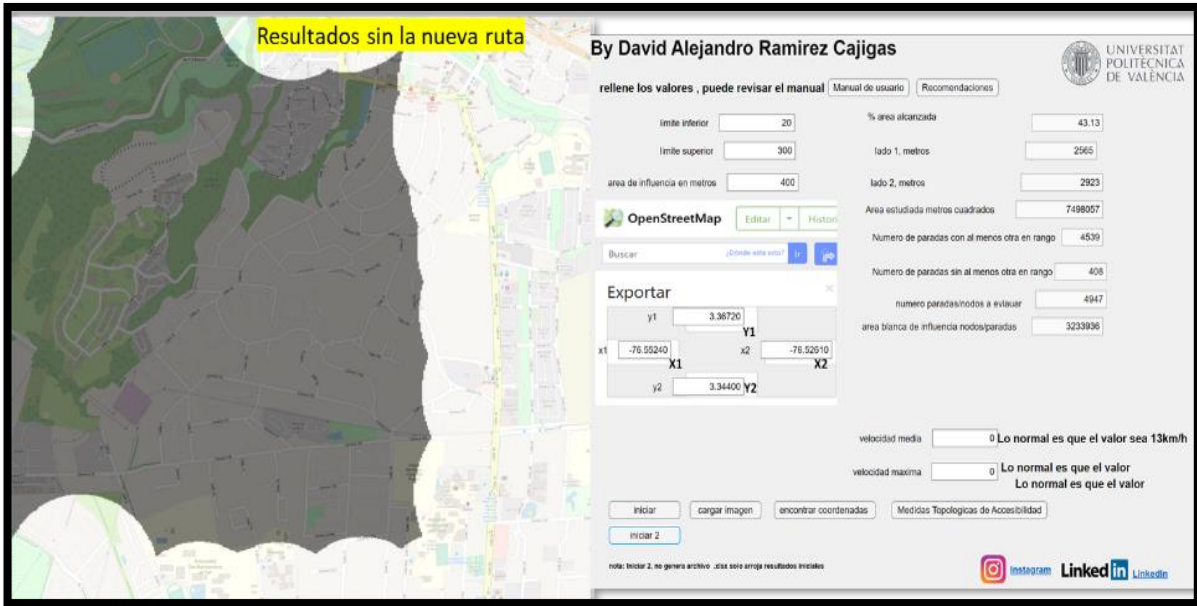 Resultados sin la nueva ruta
By David Alejandro Ramirez Cajigas
UNIVERSITAT
POLITÈCNICA
DE VALÈNCIA
rellene los valores , puede revisar el manual Manual de usuario Recomendaciones
limite inferior 20
% area alcanzada 43.13
limite superior 300
lado 1, metros 2565
area de influencia en metros 400
lado 2, metros 2923
Area estudiada metros cuadrados 7498057
OpenStreetMap Editar Histori
Numero de paradas con al menos otra en rango 4539
Buscar ¿Dónde está esto? Ir
Numero de paradas sin al menos otra en rango 408
Exportar
numero paradas/nodos a evlauar 4947
y1 3.36720
Y1
area blanca de influencia nodos/paradas 3233936
x1 -76.55240 x2 -76.52610
X1 X2
y2 3.34400 Y2
velocidad media 0 Lo normal es que el valor sea 13km/h
velocidad maxima 0 Lo normal es que el valor
Lo normal es que el valor
iniciar cargar imagen encontrar coordenadas Medidas Topologicas de Accesibilidad
iniciar 2
nota: Iniciar 2, no genera archivo .xlsx solo arroja resultados iniciales
Instagram Linked in LinkedIn